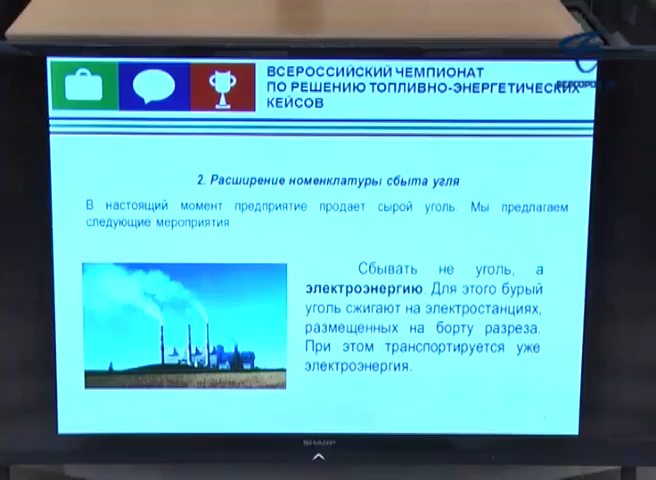 ВСЕРОССИЙСКИЙ ЧЕМПИОНАТ
ПО РЕШЕНИЮ ТОПЛИВНО-ЭНЕРГЕТИЧЕСКИХ
КЕЙСОВ
2. Расширение номенклатуры сбыта угля
В настоящий момент предприятие продает сырой уголь. Мы предлагаем
следующие мероприятия
Сбывать не уголь, а
электроэнергию. Для этого бурый
уголь сжигают на электростанциях,
размещенных на борту разреза.
При этом транспортируется уже
электроэнергия.
SHARP